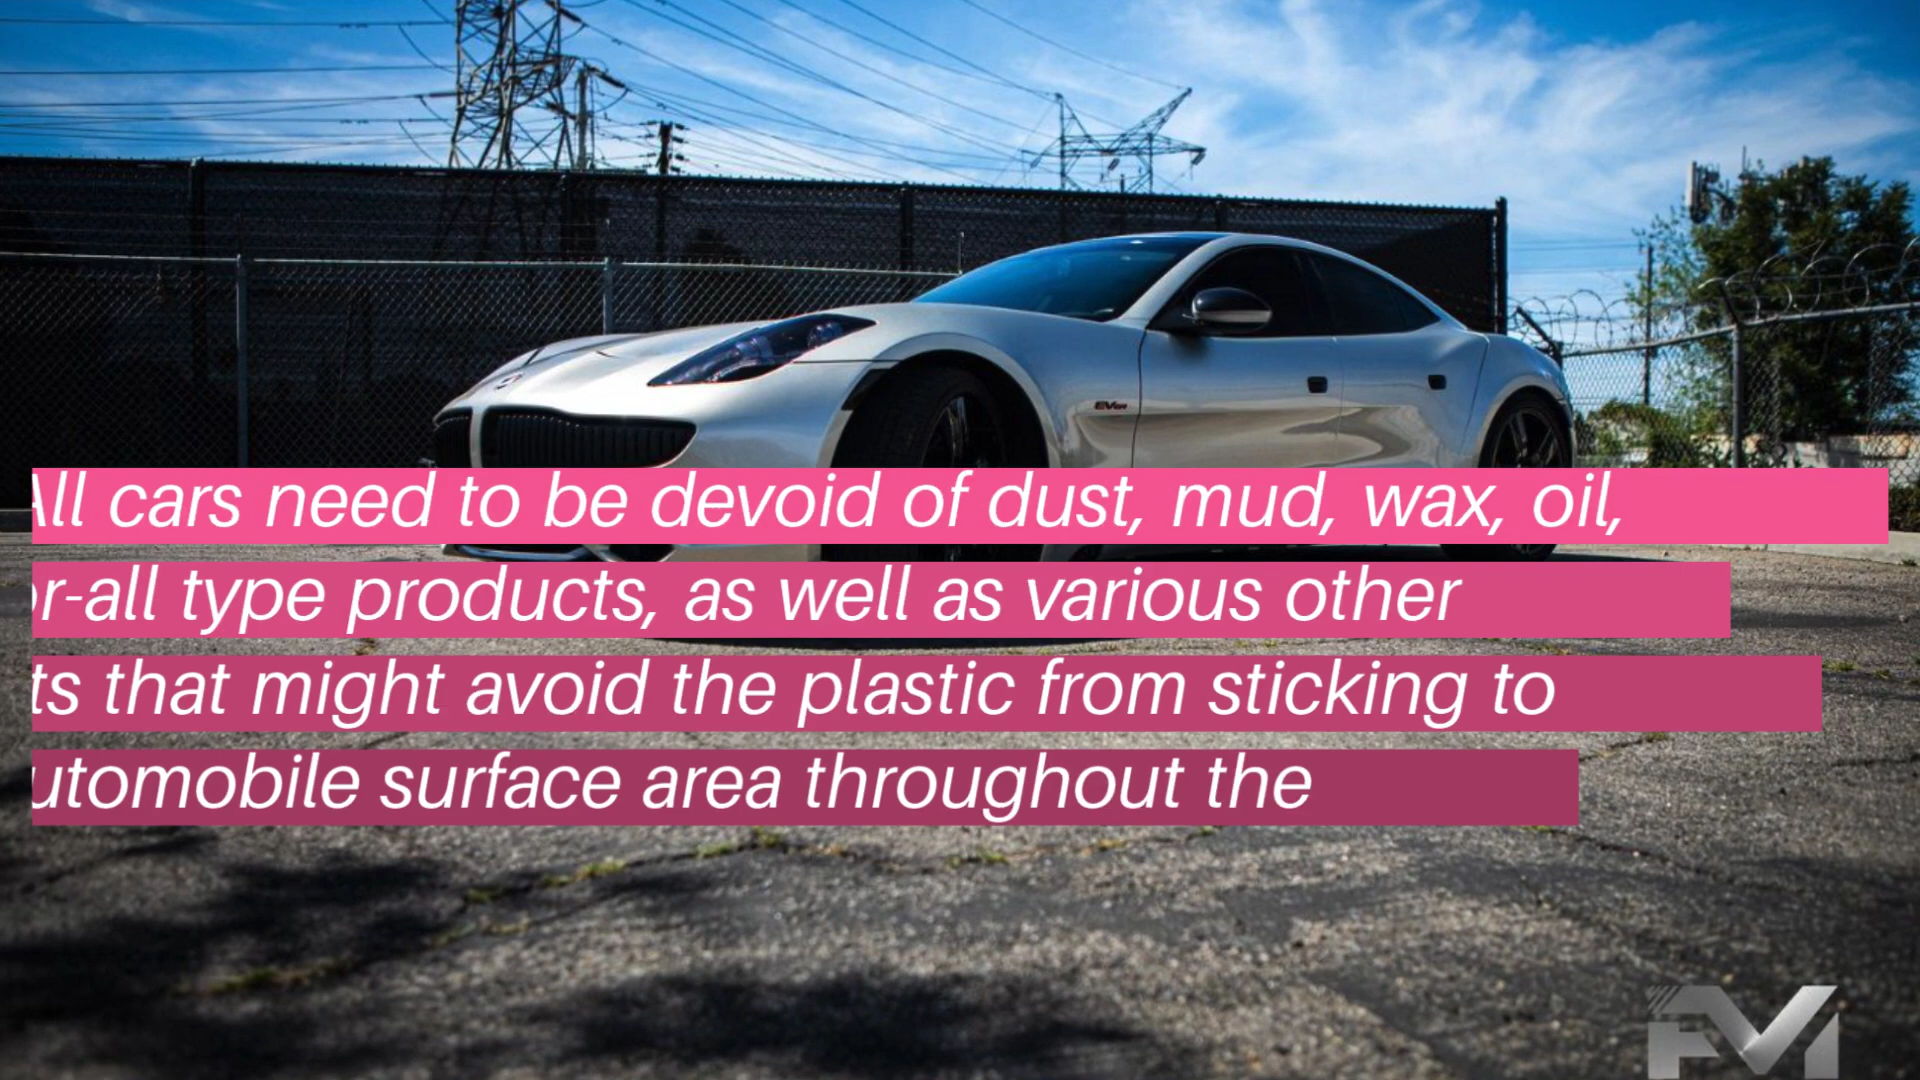 All cars need to be devoid of dust, mud, wax, oil,
r-all type products, as well as various other
ts that might avoid the plastic from sticking to
utomobile surface area throughout the